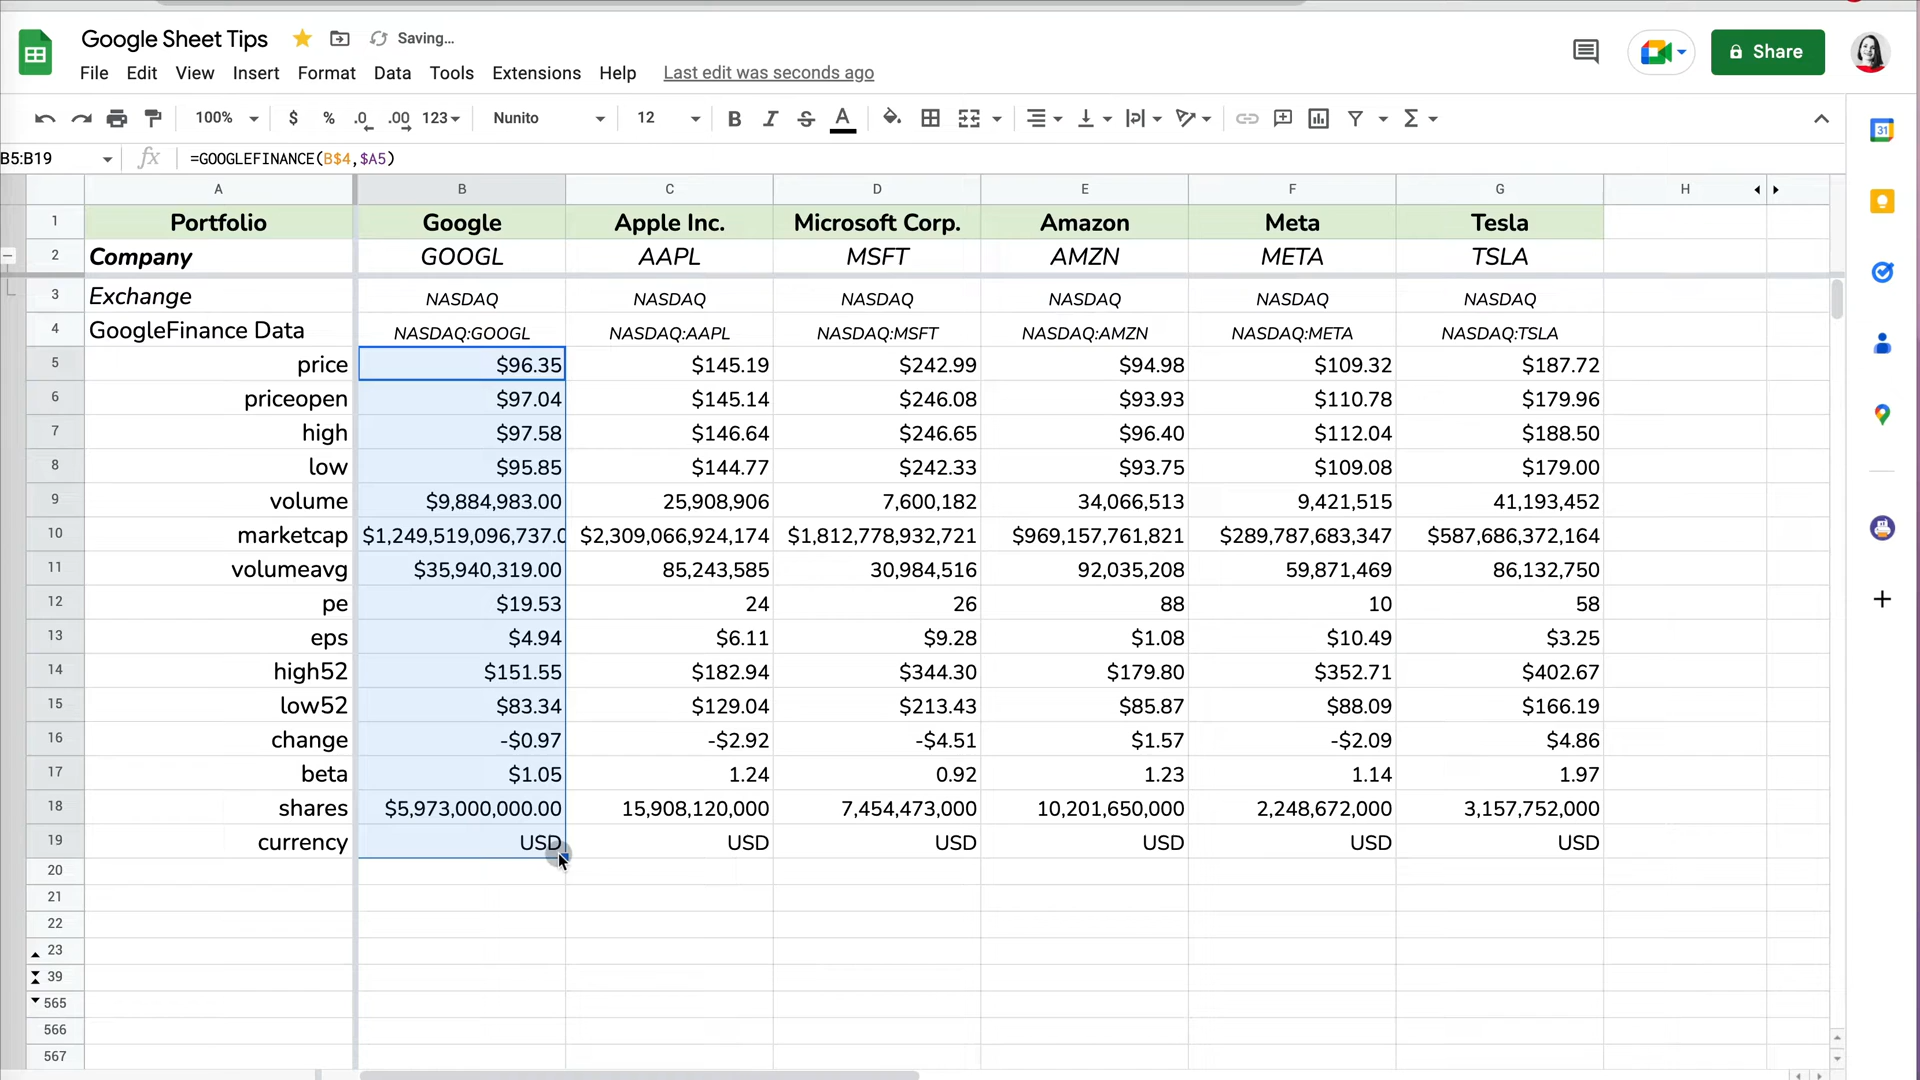 Google Sheet Tips Saving…
File Edit View Insert Format Data Tools Extensions Help Last edit was seconds ago
Share
100% $ % .0 .00 123 Nunito 12 B I S A Σ
31
B5:B19 fx =GOOGLEFINANCE(B$4,$A5)
A B C D E F G H
1 Portfolio Google Apple Inc. Microsoft Corp. Amazon Meta Tesla
2 Company GOOGL AAPL MSFT AMZN META TSLA
3 Exchange NASDAQ NASDAQ NASDAQ NASDAQ NASDAQ NASDAQ
4 GoogleFinance Data NASDAQ:GOOGL NASDAQ:AAPL NASDAQ:MSFT NASDAQ:AMZN NASDAQ:META NASDAQ:TSLA
5 price $96.35 $145.19 $242.99 $94.98 $109.32 $187.72
6 priceopen $97.04 $145.14 $246.08 $93.93 $110.78 $179.96
7 high $97.58 $146.64 $246.65 $96.40 $112.04 $188.50
8 low $95.85 $144.77 $242.33 $93.75 $109.08 $179.00
9 volume $9,884,983.00 25,908,906 7,600,182 34,066,513 9,421,515 41,193,452
10 marketcap $1,249,519,096,737.0 $2,309,066,924,174 $1,812,778,932,721 $969,157,761,821 $289,787,683,347 $587,686,372,164
11 volumeavg $35,940,319.00 85,243,585 30,984,516 92,035,208 59,871,469 86,132,750
12 pe $19.53 24 26 88 10 58
13 eps $4.94 $6.11 $9.28 $1.08 $10.49 $3.25
14 high52 $151.55 $182.94 $344.30 $179.80 $352.71 $402.67
15 low52 $83.34 $129.04 $213.43 $85.87 $88.09 $166.19
16 change -$0.97 -$2.92 -$4.51 $1.57 -$2.09 $4.86
17 beta $1.05 1.24 0.92 1.23 1.14 1.97
18 shares $5,973,000,000.00 15,908,120,000 7,454,473,000 10,201,650,000 2,248,672,000 3,157,752,000
19 currency USD USD USD USD USD USD
20
21
22
23
39
565
566
567